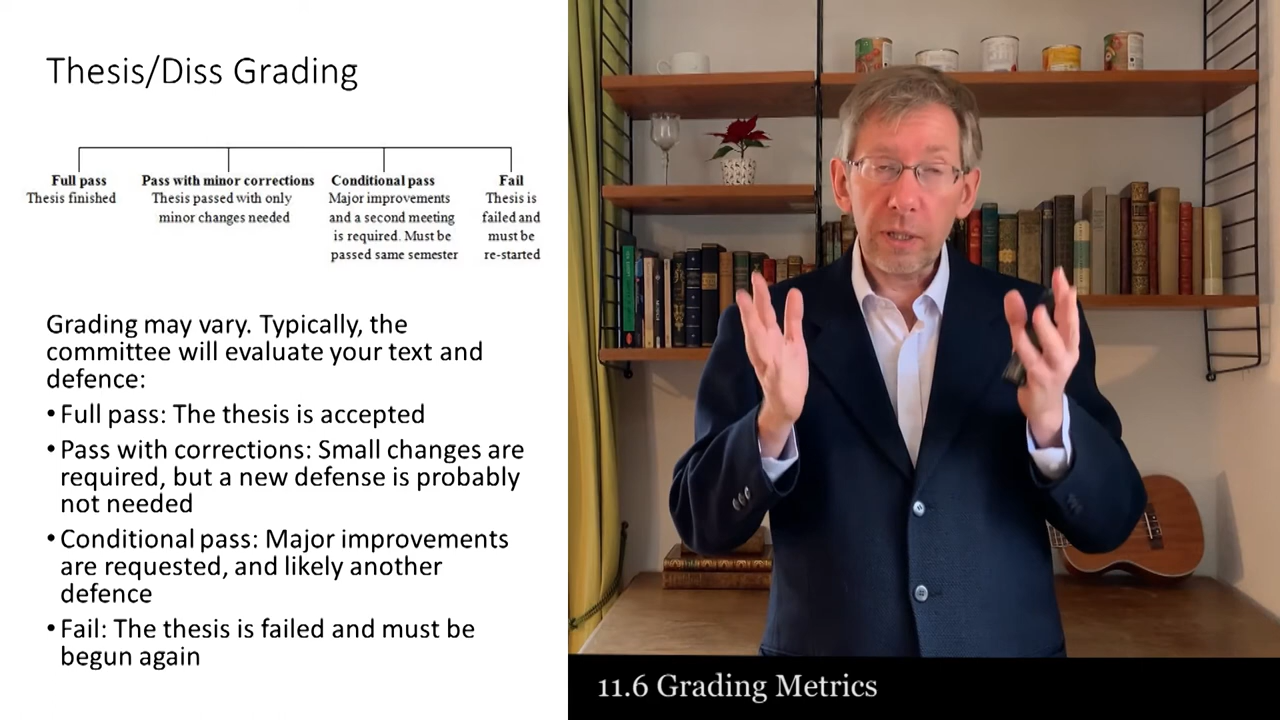 Thesis/Diss Grading
Full pass
Thesis finished
Pass with minor corrections
Thesis passed with only
minor changes needed
Conditional pass
Major improvements
and a second meeting
is required. Must be
passed same semester
Fail
Thesis is
failed and
must be
re-started
Grading may vary. Typically, the
committee will evaluate your text and
defence:
• Full pass: The thesis is accepted
• Pass with corrections: Small changes are
required, but a new defense is probably
not needed
• Conditional pass: Major improvements
are requested, and likely another
defence
• Fail: The thesis is failed and must be
begun again
11.6 Grading Metrics